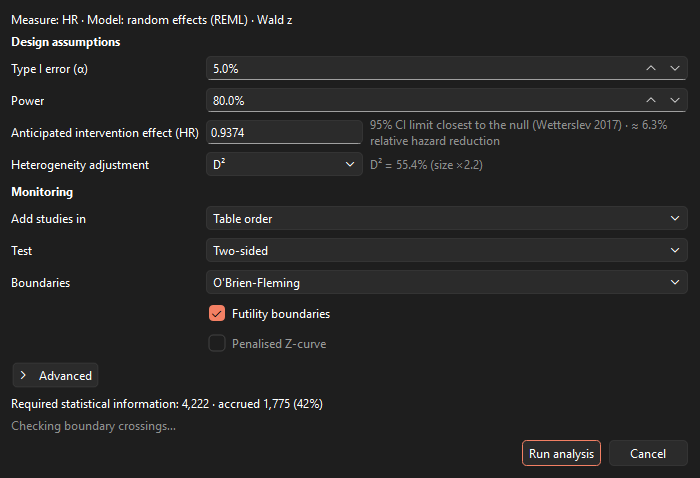 Measure: HR · Model: random effects (REML) · Wald z
Design assumptions
Type I error (α)
5.0%
Power
80.0%
Anticipated intervention effect (HR)
0.9374
95% CI limit closest to the null (Wetterslev 2017) · ≈ 6.3%
relative hazard reduction
Heterogeneity adjustment
D²
D² = 55.4% (size ×2.2)
Monitoring
Add studies in
Table order
Test
Two-sided
Boundaries
O'Brien-Fleming
Futility boundaries
Penalised Z-curve
Advanced
Required statistical information: 4,222 · accrued 1,775 (42%)
Checking boundary crossings...
Run analysis
Cancel